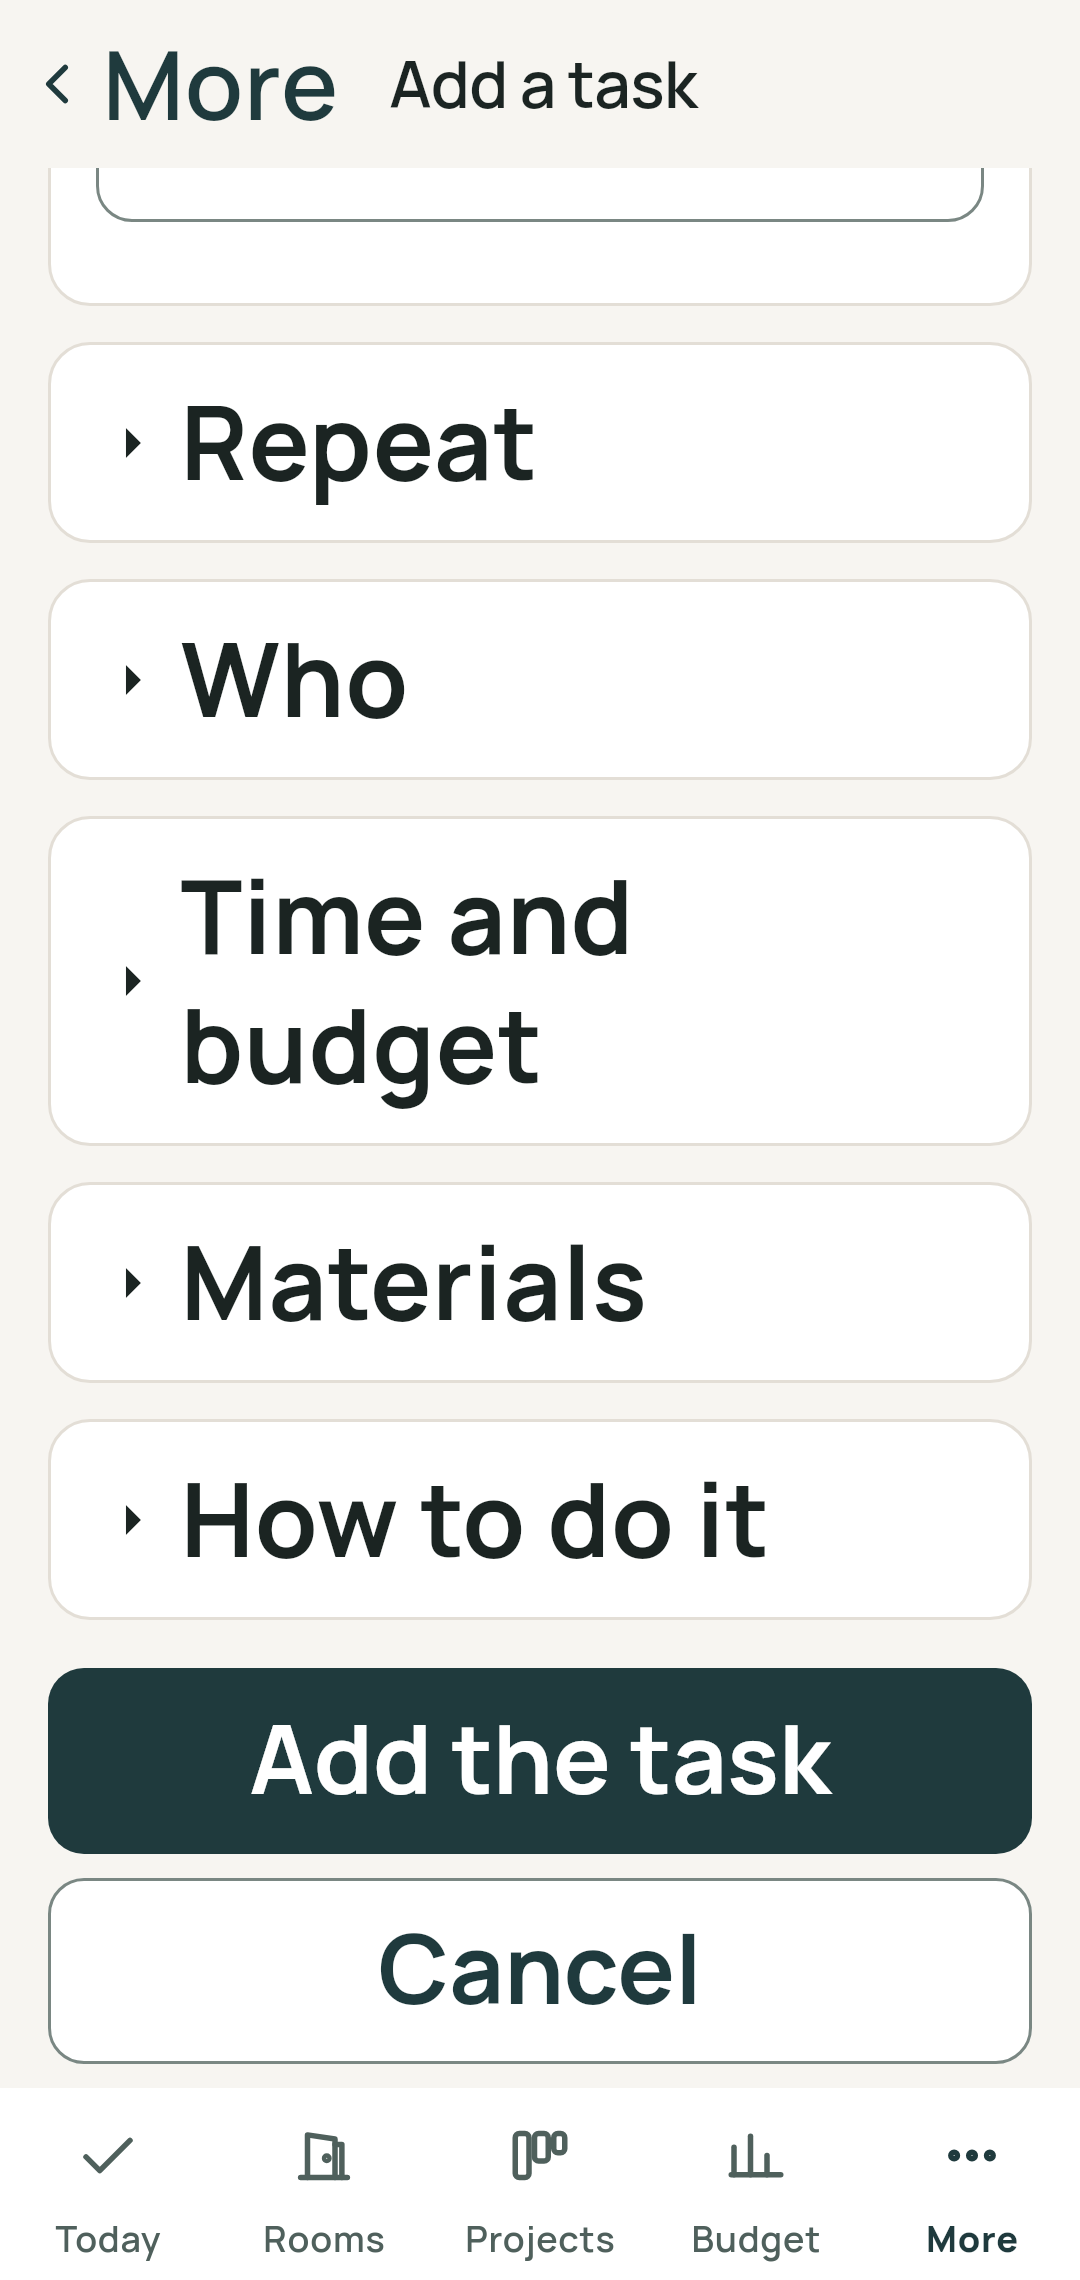 More
Add a task
Repeat
Who
Time and
budget
Materials
How to do it
Add the task
Cancel
Today
Rooms
Projects
Budget
More